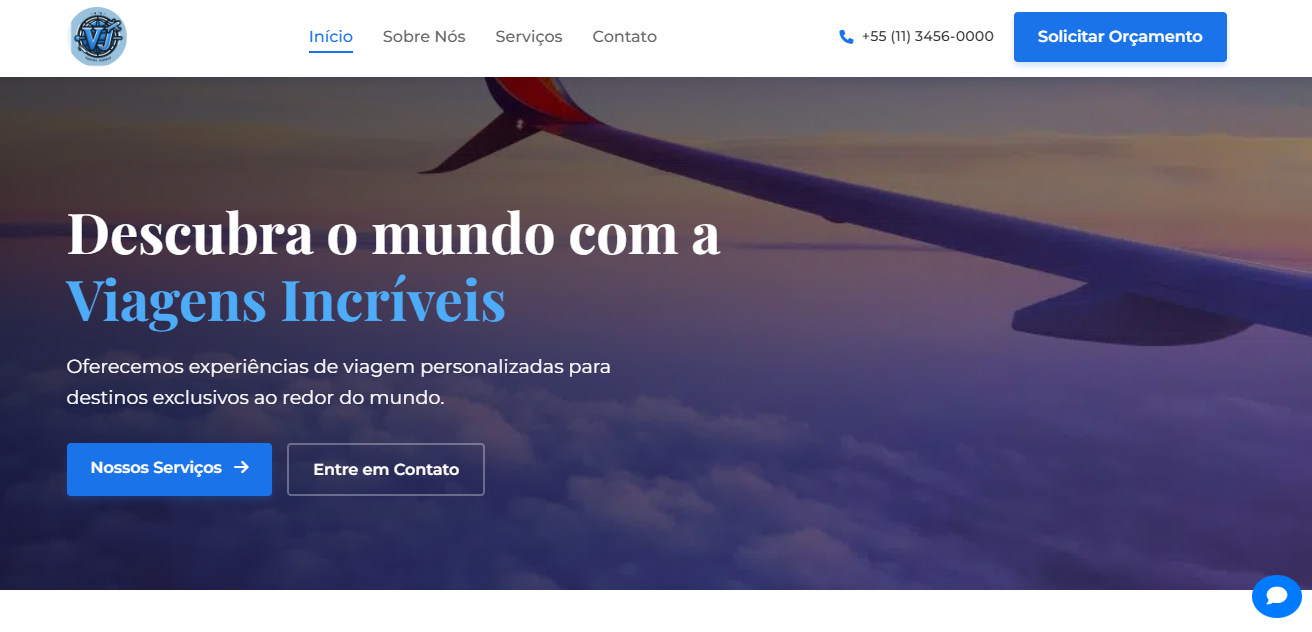 VJ
Início
Sobre Nós
Serviços
Contato
+55 (11) 3456-0000
Solicitar Orçamento
Descubra o mundo com a
Viagens Incríveis
Oferecemos experiências de viagem personalizadas para
destinos exclusivos ao redor do mundo.
Nossos Serviços →
Entre em Contato